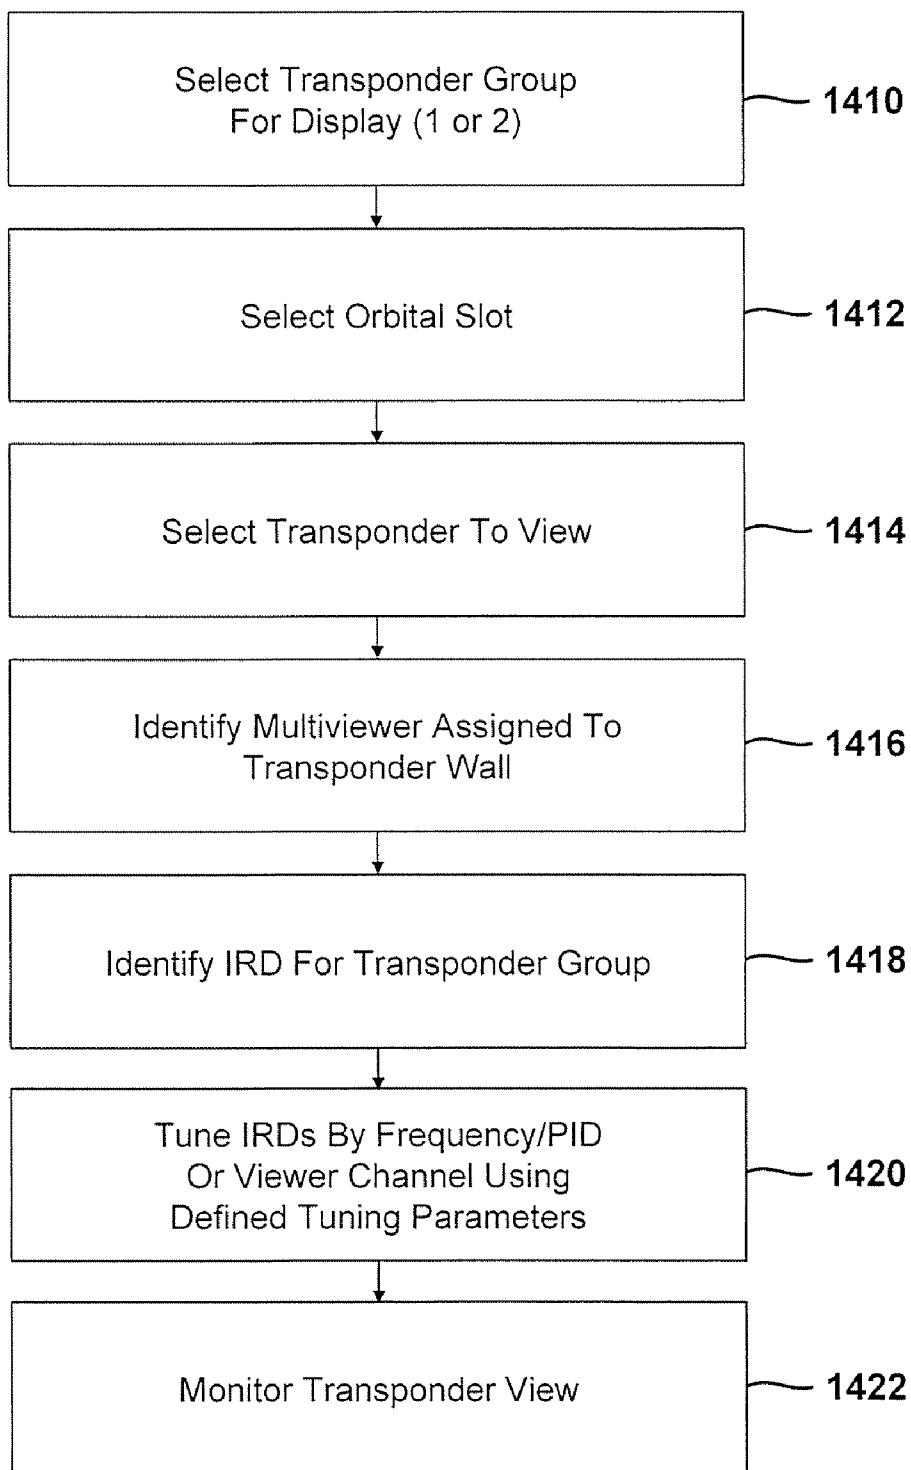 Select Transponder Group
For Display (1 or 2)
1410
Select Orbital Slot
1412
Select Transponder To View
1414
Identify Multiviewer Assigned To
Transponder Wall
1416
Identify IRD For Transponder Group
1418
Tune IRDs By Frequency/PID
Or Viewer Channel Using
Defined Tuning Parameters
1420
Monitor Transponder View
1422